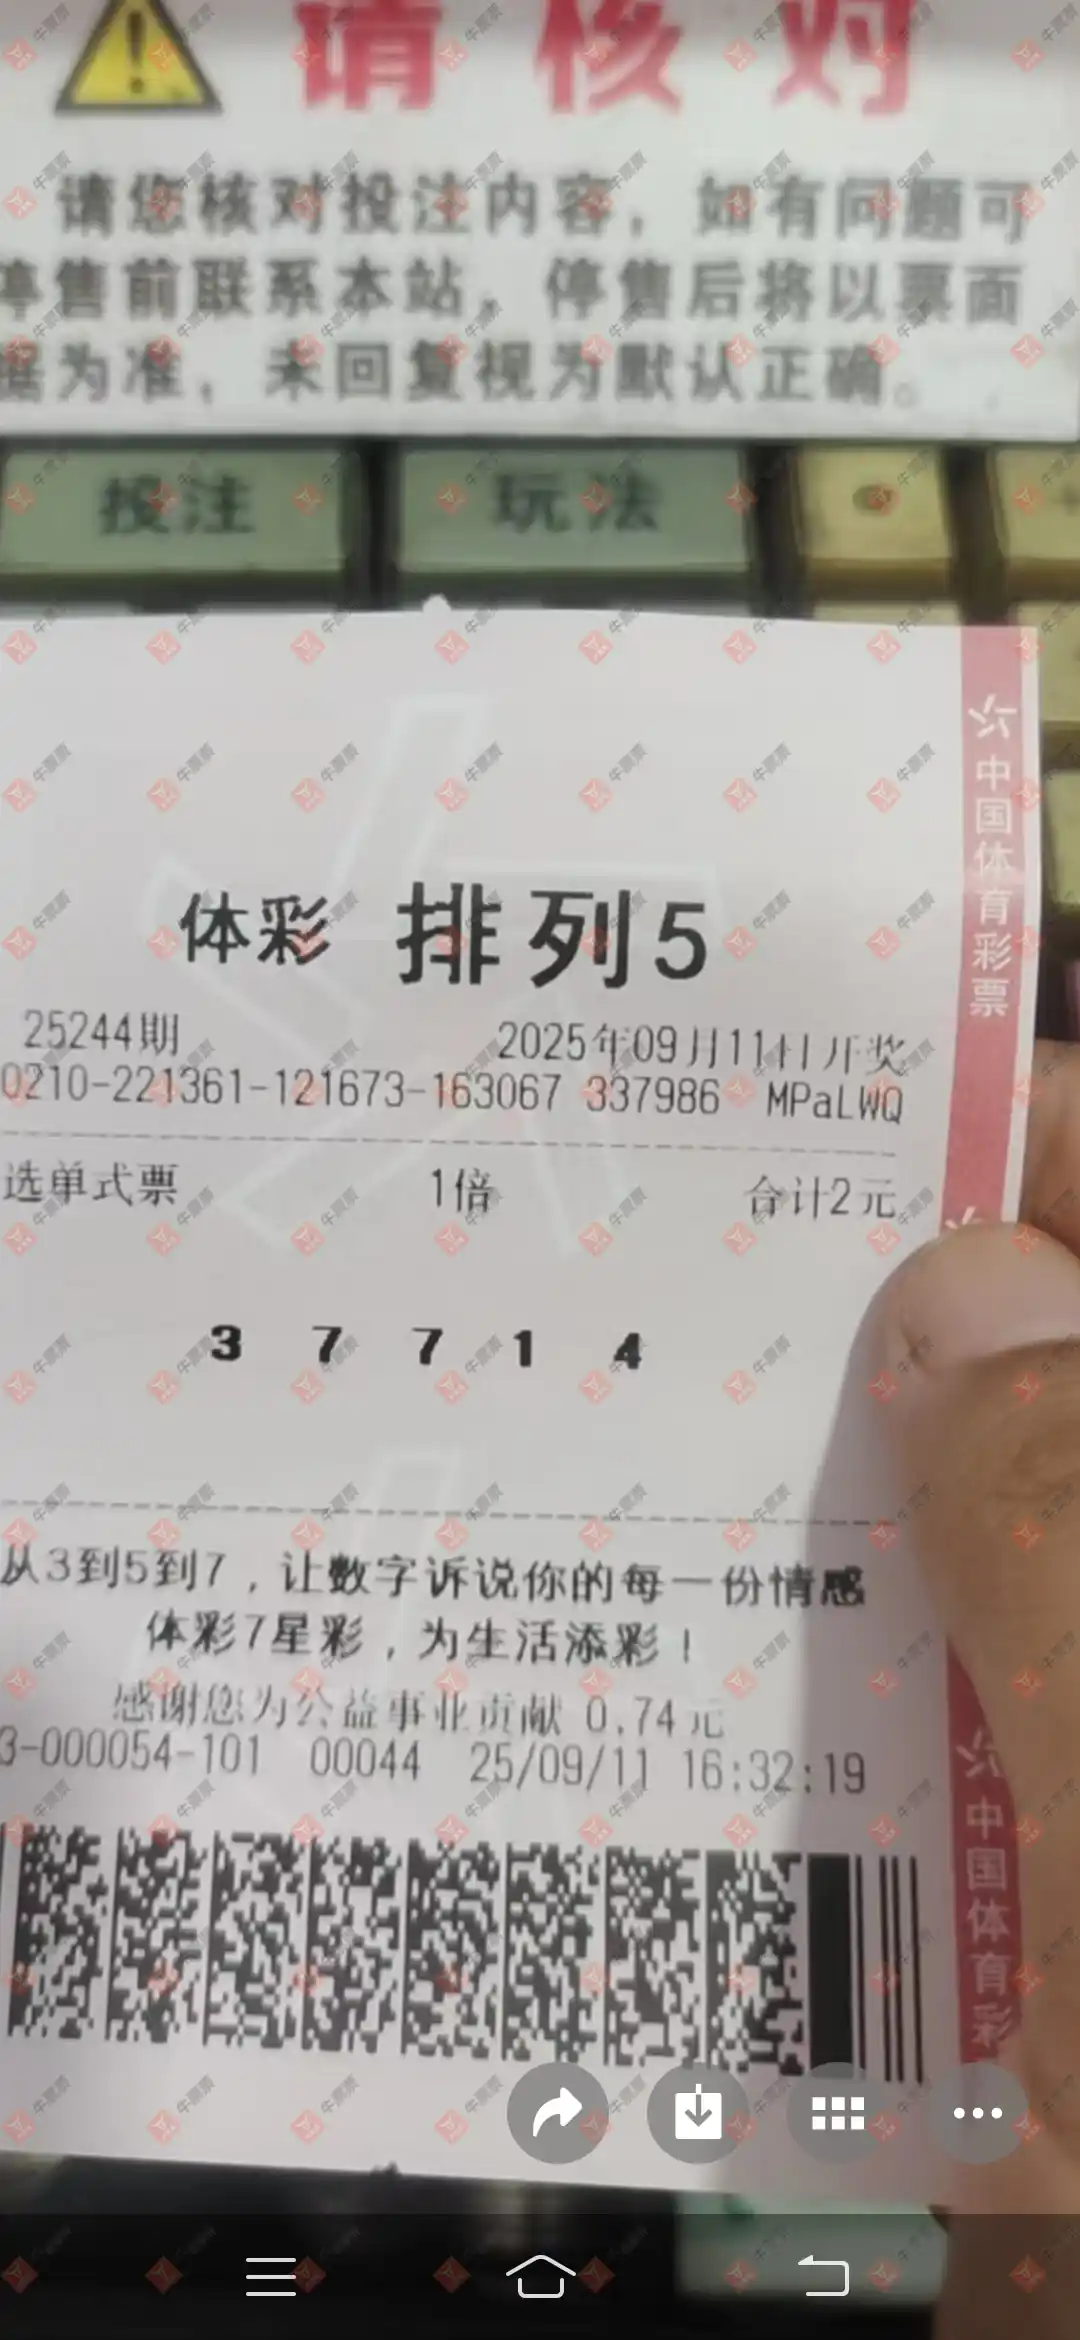 请核对
请您核对投注内容，如有问题可
停售前联系本站，停售后将以票面
据为准，未回复视为默认正确。
投注 玩法
体彩 排列5
25244期 2025年09月11日开奖
0210-221361-121673-163067 337986 MPaLWQ
选单式票 1倍 合计2元
3 7 7 1 4
从3到5到7，让数字诉说你的每一份情感
体彩7星彩，为生活添彩！
感谢您为公益事业贡献 0.74元
3-000054-101 00044 25/09/11 16:32:19
中国体育彩票
中国体育彩
牛票票